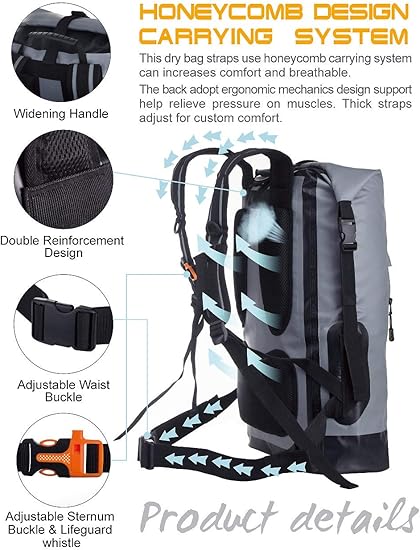 HONEYCOMB DESIGN
CARRYING SYSTEM
This dry bag straps use honeycomb carrying system
can increases comfort and breathable.
The back adopt ergonomic mechanics design support
help relieve pressure on muscles. Thick straps
adjust for custom comfort.
Widening Handle
Double Reinforcement
Design
Adjustable Waist
Buckle
Adjustable Sternum
Buckle & Lifeguard
whistle
Product details